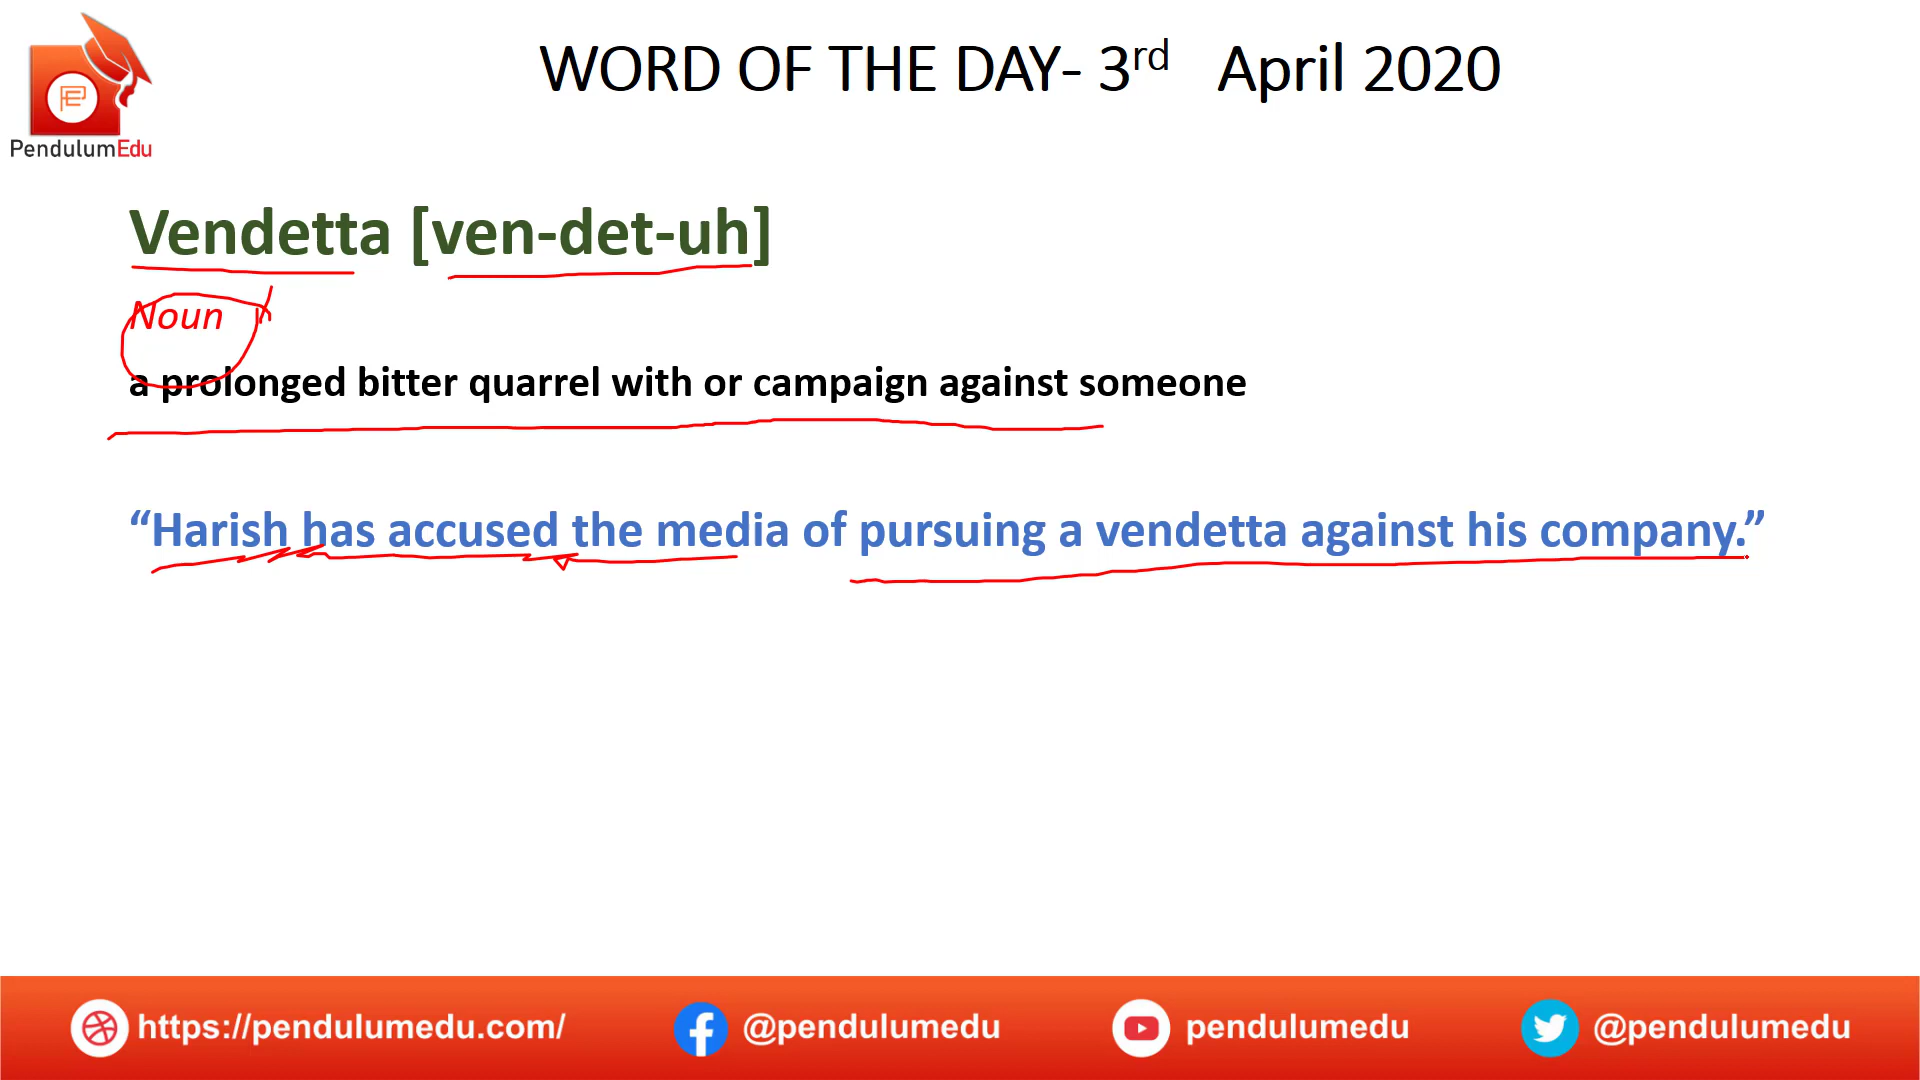 WORD OF THE DAY- 3rd April 2020
PendulumEdu
Vendetta [ven-det-uh]
Noun
a prolonged bitter quarrel with or campaign against someone
“Harish has accused the media of pursuing a vendetta against his company.”
https://pendulumedu.com/ @pendulumedu pendulumedu @pendulumedu